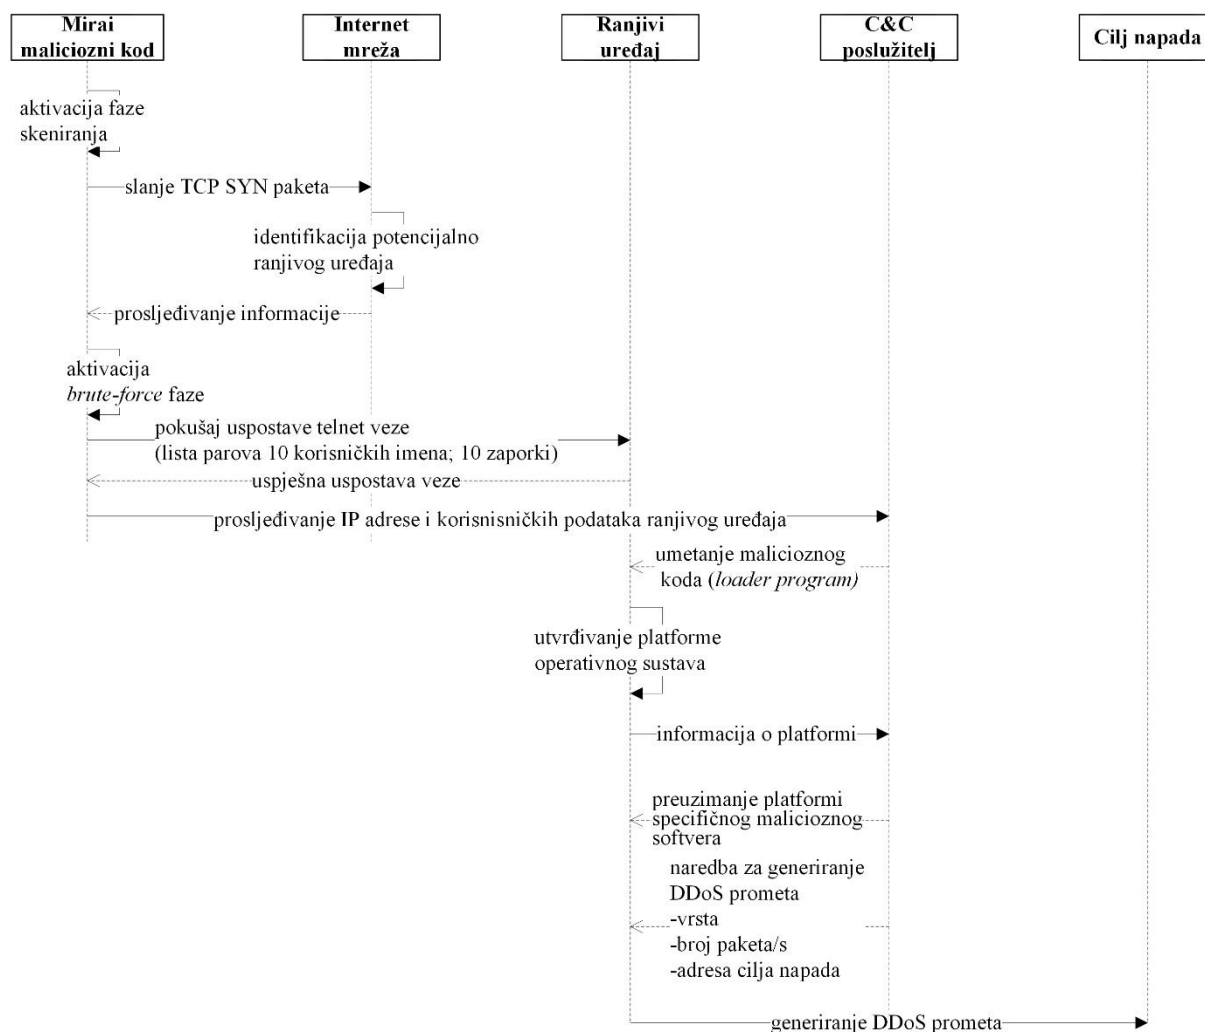 Mirai
maliciozni kod
Internet
mreža
Ranjivi
uređaj
C&C
poslužitelj
Cilj napada
aktivacija faze
skeniranja
slanje TCP SYN paketa
identifikacija potencijalno
ranjivog uređaja
prosljeđivanje informacije
aktivacija
brute-force faze
pokušaj uspostave telnet veze
(lista parova 10 korisničkih imena; 10 zaporki)
uspješna uspostava veze
prosljeđivanje IP adrese i korisnisničkih podataka ranjivog uređaja
umetanje malicioznog
koda (loader program)
utvrđivanje platforme
operativnog sustava
informacija o platformi
preuzimanje platformi
specifičnog malicioznog
softvera
naredba za generiranje
DDoS prometa
-vrsta
-broj paketa/s
-adresa cilja napada
generiranje DDoS prometa